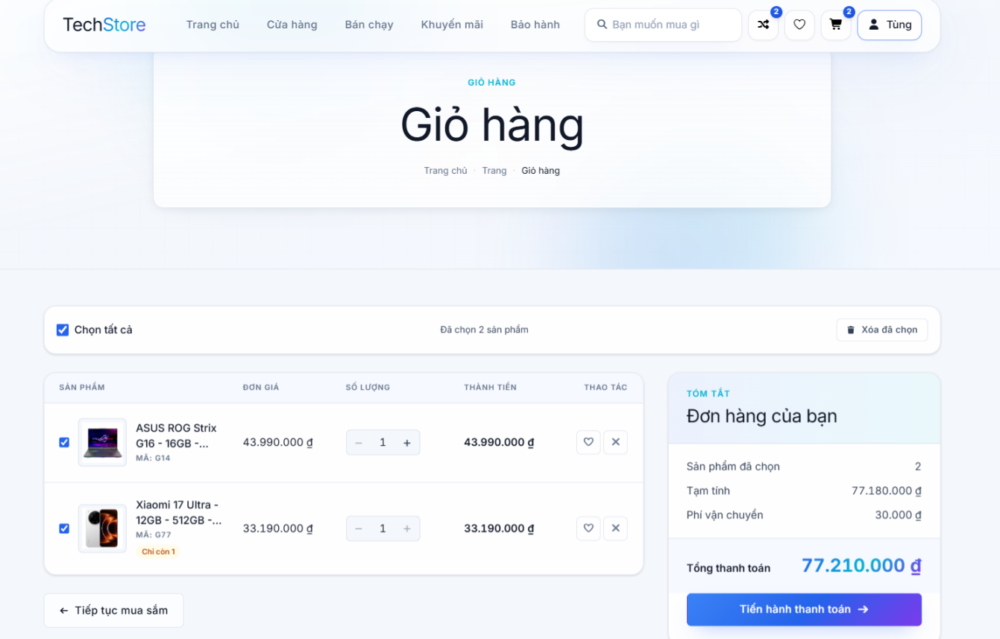 TechStore
Trang chủ
Cửa hàng
Bán chạy
Khuyến mãi
Bảo hành
Bạn muốn mua gì
2
2
Tùng
GIỎ HÀNG
Giỏ hàng
Trang chủ · Trang · Giỏ hàng
Chọn tất cả
Đã chọn 2 sản phẩm
Xóa đã chọn
SẢN PHẨM
ĐƠN GIÁ
SỐ LƯỢNG
THÀNH TIỀN
THAO TÁC
ASUS ROG Strix
G16 - 16GB -...
MÃ: G14
43.990.000 ₫
− 1 +
43.990.000 ₫
Xiaomi 17 Ultra -
12GB - 512GB -...
MÃ: G77
Chỉ còn 1
33.190.000 ₫
− 1 +
33.190.000 ₫
← Tiếp tục mua sắm
TÓM TẮT
Đơn hàng của bạn
Sản phẩm đã chọn 2
Tạm tính 77.180.000 ₫
Phí vận chuyển 30.000 ₫
Tổng thanh toán 77.210.000 ₫
Tiến hành thanh toán →